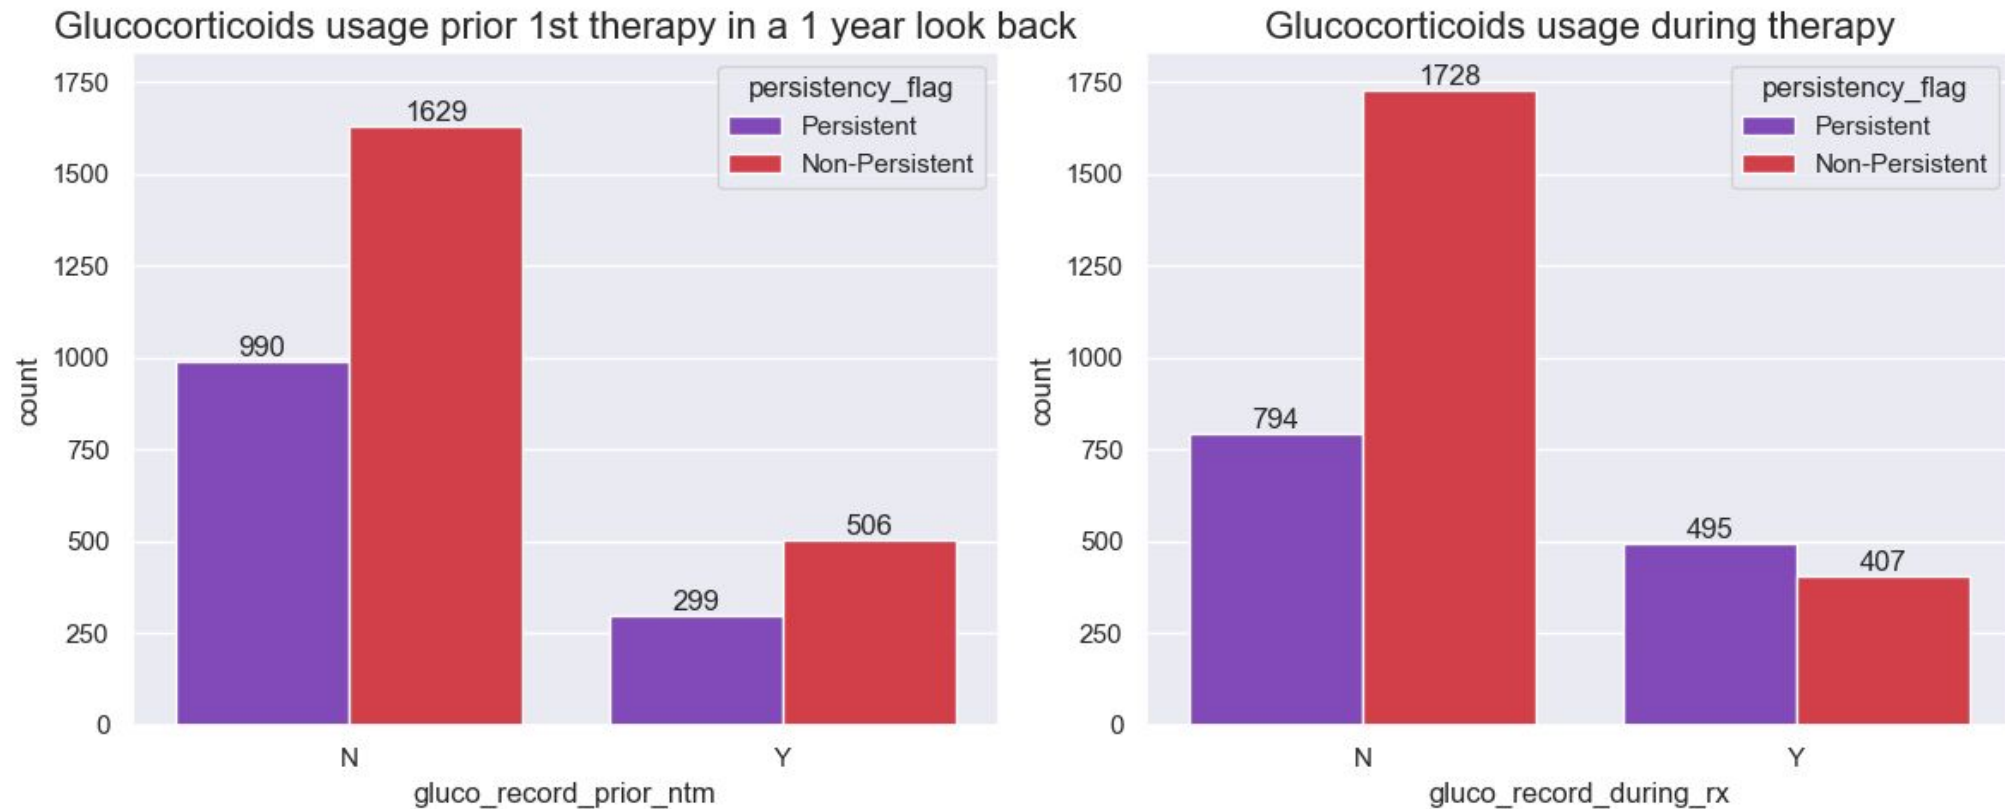 Glucocorticoids usage prior 1st therapy in a 1 year look back
1750
1500
1250
1000
750
500
250
0
count
persistency_flag
Persistent
Non-Persistent
990
1629
299
506
N
Y
gluco_record_prior_ntm
Glucocorticoids usage during therapy
1750
1500
1250
1000
750
500
250
0
count
persistency_flag
Persistent
Non-Persistent
794
1728
495
407
N
Y
gluco_record_during_rx